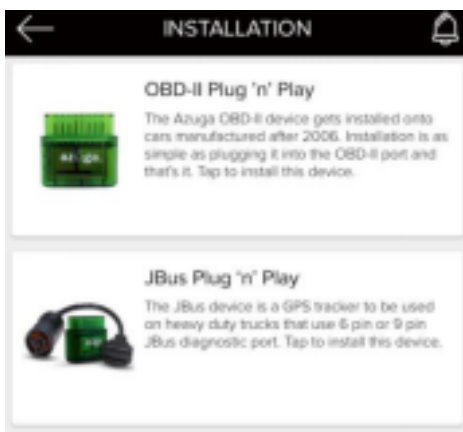 INSTALLATION
OBD-II Plug 'n' Play
The Azuga OBD-II device gets installed onto
cars manufactured after 2006. Installation is as
simple as plugging it into the OBD-II port and
that's it. Tap to install this device.
azuga
JBus Plug 'n' Play
The JBus device is a GPS tracker to be used
on heavy duty trucks that use 6 pin or 9 pin
JBus diagnostic port. Tap to install this device.